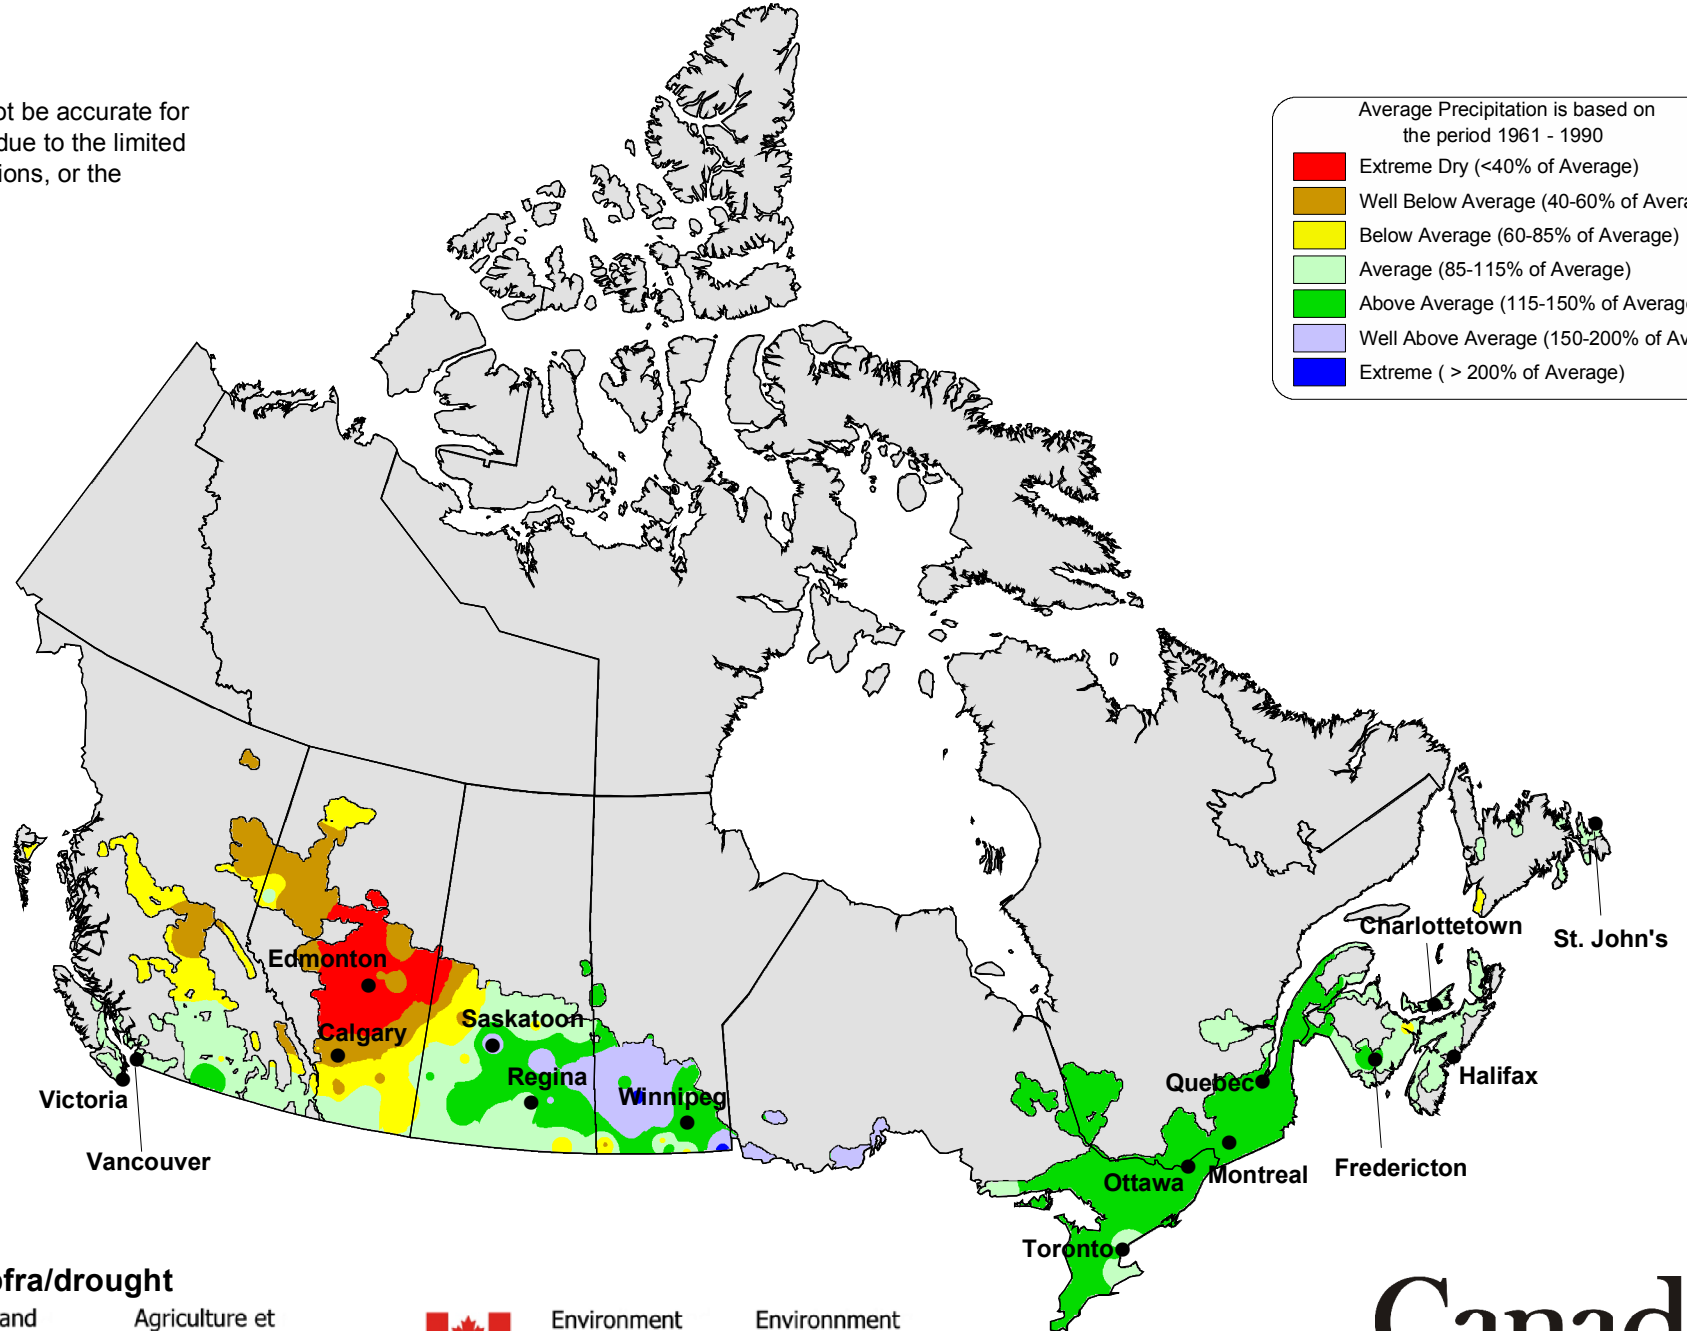 ot be accurate for
due to the limited
ions, or the
Average Precipitation is based on
the period 1961 - 1990
Extreme Dry (<40% of Average)
Well Below Average (40-60% of Avera
Below Average (60-85% of Average)
Average (85-115% of Average)
Above Average (115-150% of Average
Well Above Average (150-200% of Av
Extreme ( > 200% of Average)
Charlottetown
St. John's
Edmonton
Calgary
Saskatoon
Regina
Winnipeg
Victoria
Vancouver
Quebec
Halifax
Ottawa
Montreal
Fredericton
Toronto
ofra/drought
and
Agriculture et
Environment
Environnment
Canad